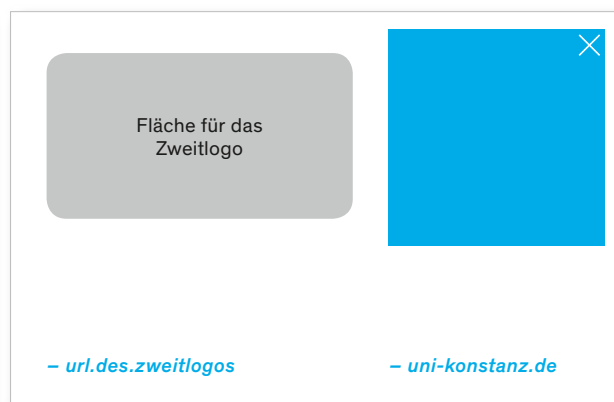 Fläche für das
Zweitlogo
– url.des.zweitlogos
– uni-konstanz.de